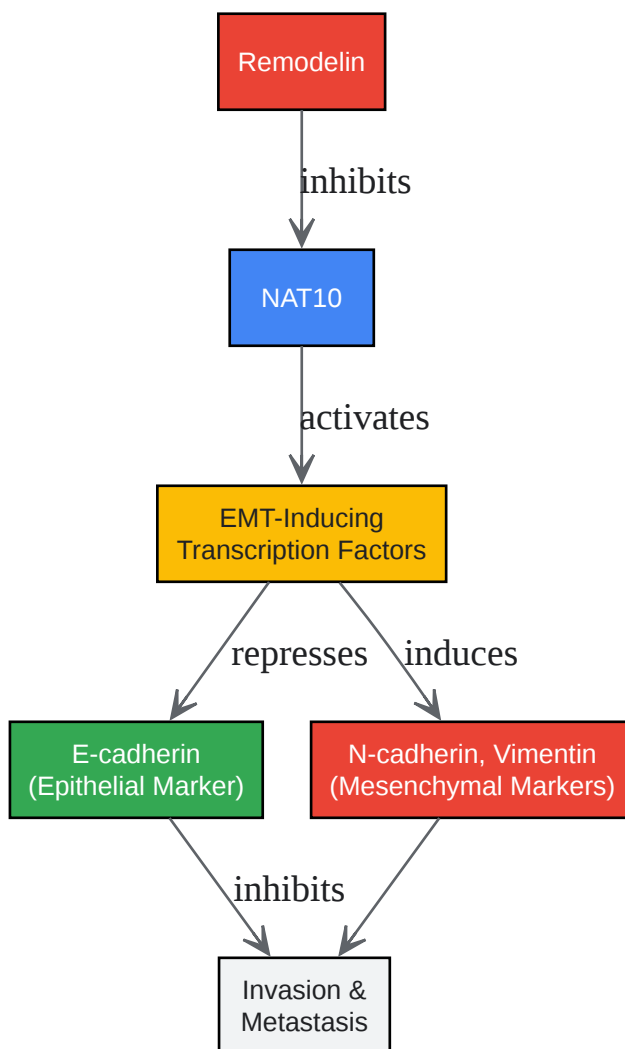 Remodelin
inhibits
NAT10
activates
EMT-Inducing
Transcription Factors
represses
induces
E-cadherin
(Epithelial Marker)
N-cadherin, Vimentin
(Mesenchymal Markers)
inhibits
Invasion &
Metastasis